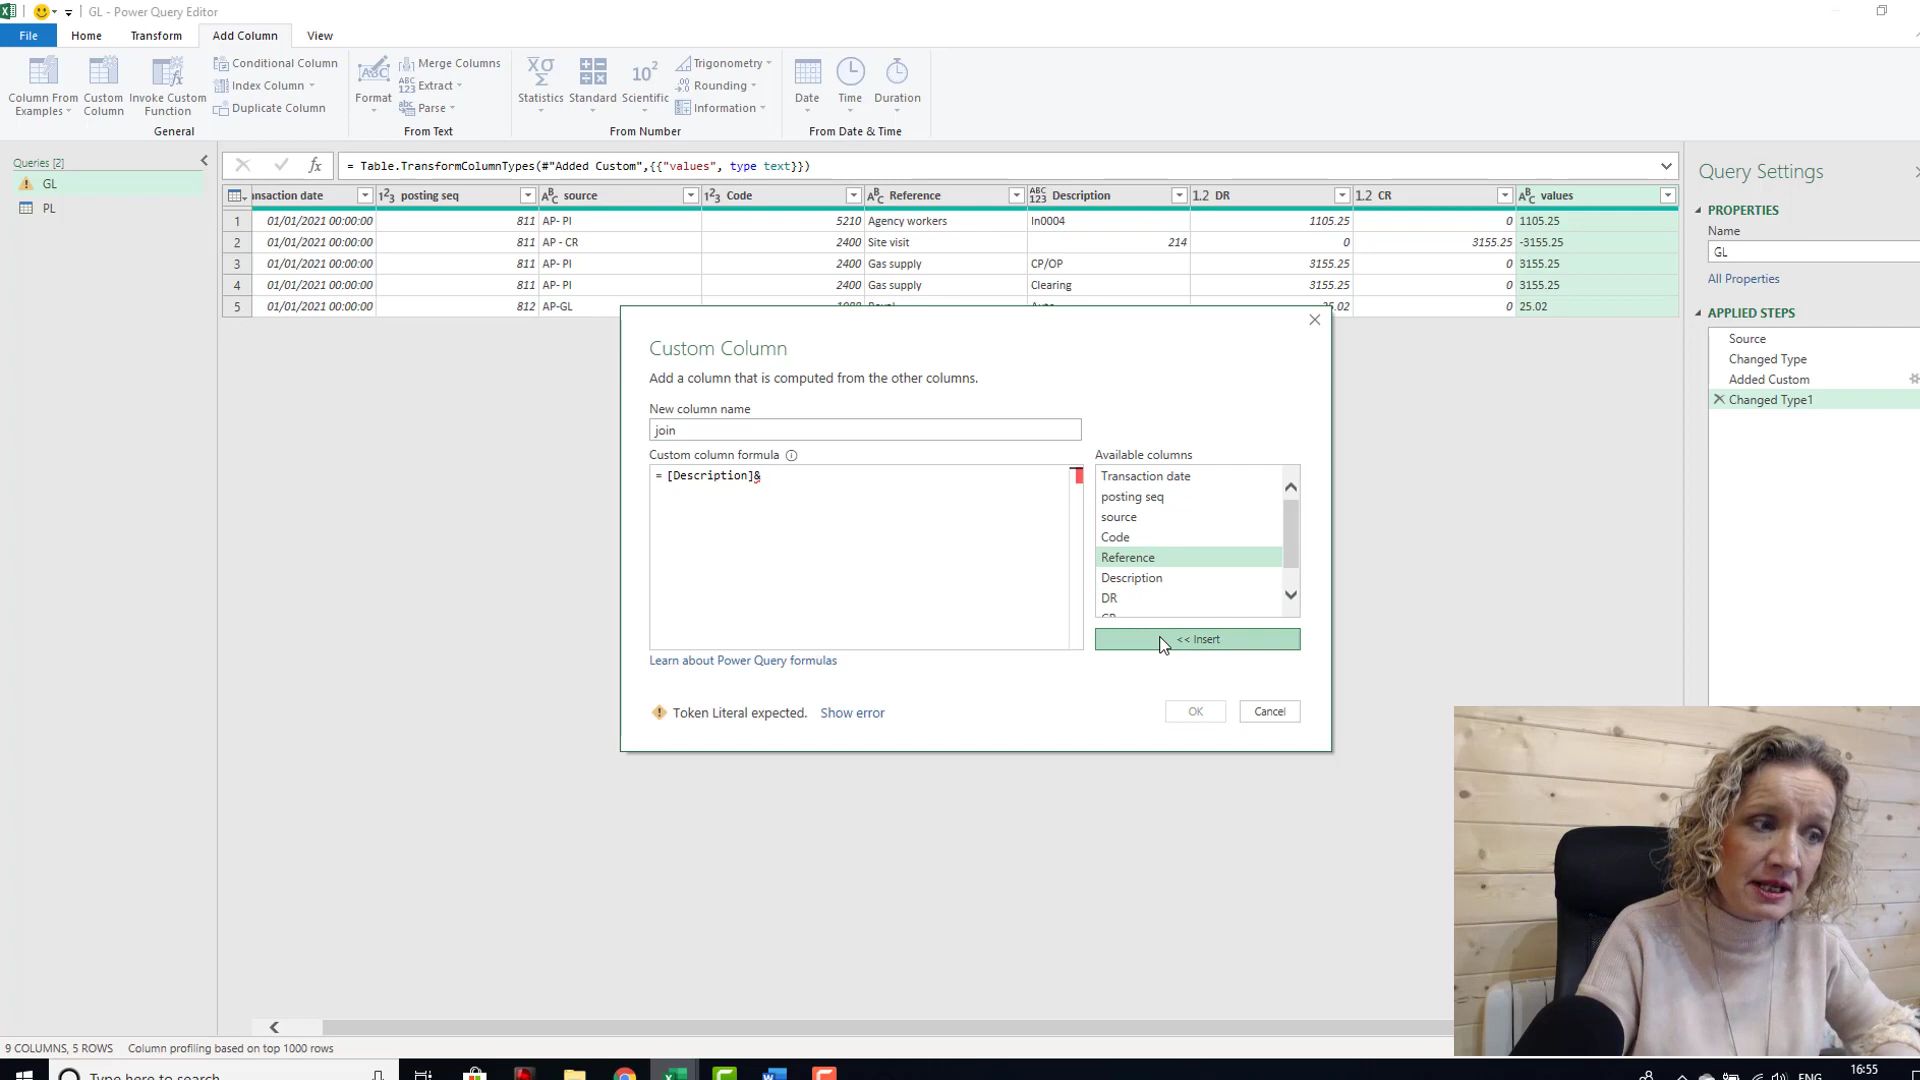 GL - Power Query Editor
File
Home
Transform
Add Column
View
Column From
Examples
Custom
Column
Invoke Custom
Function
Conditional Column
Index Column
Duplicate Column
General
Format
Merge Columns
Extract
Parse
From Text
Statistics
Standard
Scientific
Trigonometry
Rounding
Information
From Number
Date
Time
Duration
From Date & Time
Queries [2]
GL
PL
= Table.TransformColumnTypes(#"Added Custom",{{"values", type text}})
nsaction date posting seq source Code Reference Description 1.2 DR 1.2 CR values
1 01/01/2021 00:00:00 811 AP- PI 5210 Agency workers In0004 1105.25 0 1105.25
2 01/01/2021 00:00:00 811 AP - CR 2400 Site visit 214 0 3155.25 -3155.25
3 01/01/2021 00:00:00 811 AP- PI 2400 Gas supply CP/OP 3155.25 0 3155.25
4 01/01/2021 00:00:00 811 AP- PI 2400 Gas supply Clearing 3155.25 0 3155.25
5 01/01/2021 00:00:00 812 AP-GL 5.02 0 25.02
Custom Column
Add a column that is computed from the other columns.
New column name
join
Custom column formula
= [Description]&
Available columns
Transaction date
posting seq
source
Code
Reference
Description
DR
<< Insert
Learn about Power Query formulas
Token Literal expected. Show error
OK
Cancel
Query Settings
PROPERTIES
Name
GL
All Properties
APPLIED STEPS
Source
Changed Type
Added Custom
Changed Type1
9 COLUMNS, 5 ROWS Column profiling based on top 1000 rows
Type here to search
ENG
16:55